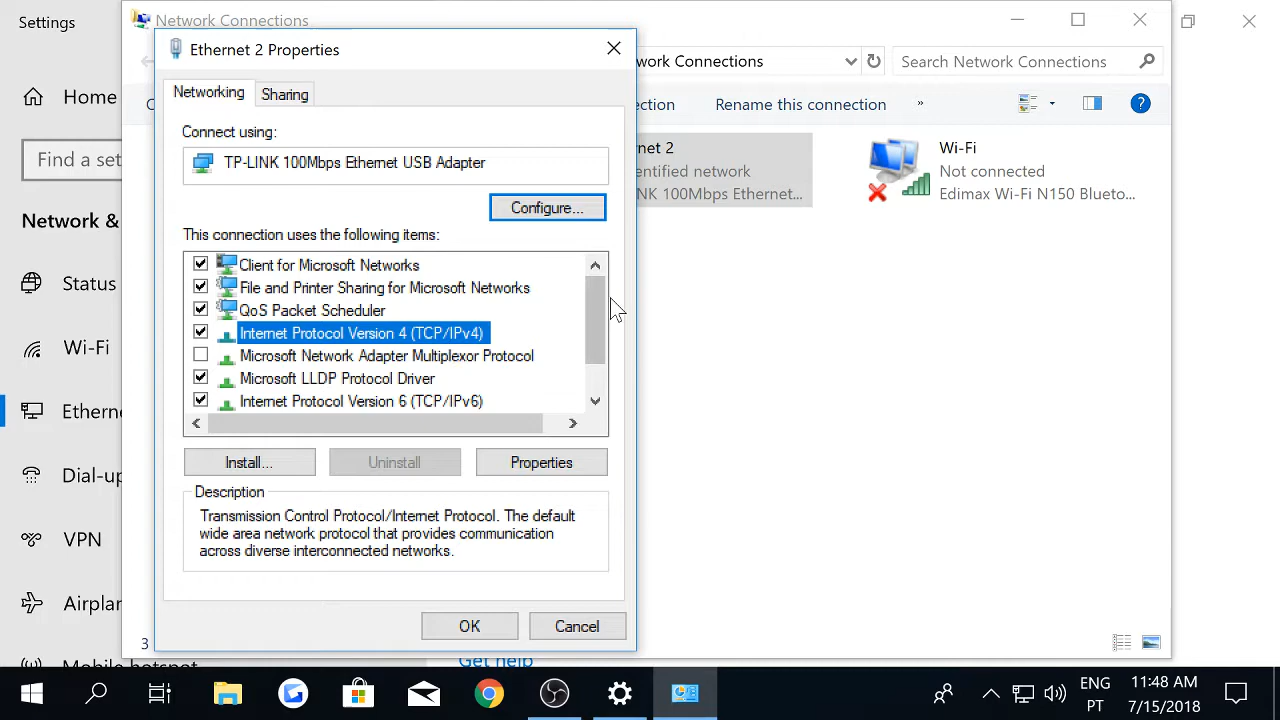 Settings
Network Connections
Ethernet 2 Properties
work Connections
Search Network Connections
Home
Networking
Sharing
ection
Rename this connection
»
Connect using:
Find a set
TP-LINK 100Mbps Ethernet USB Adapter
net 2
entified network
NK 100Mbps Ethernet...
Wi-Fi
Not connected
Edimax Wi-Fi N150 Blueto...
Configure...
Network &
This connection uses the following items:
Client for Microsoft Networks
Status
File and Printer Sharing for Microsoft Networks
QoS Packet Scheduler
Internet Protocol Version 4 (TCP/IPv4)
Wi-Fi
Microsoft Network Adapter Multiplexor Protocol
Microsoft LLDP Protocol Driver
Internet Protocol Version 6 (TCP/IPv6)
Etherne
Install...
Uninstall
Properties
Dial-up
Description
Transmission Control Protocol/Internet Protocol. The default
wide area network protocol that provides communication
across diverse interconnected networks.
VPN
Airplan
OK
Cancel
3
Mobile hotspot
Get help
ENG
PT
11:48 AM
7/15/2018